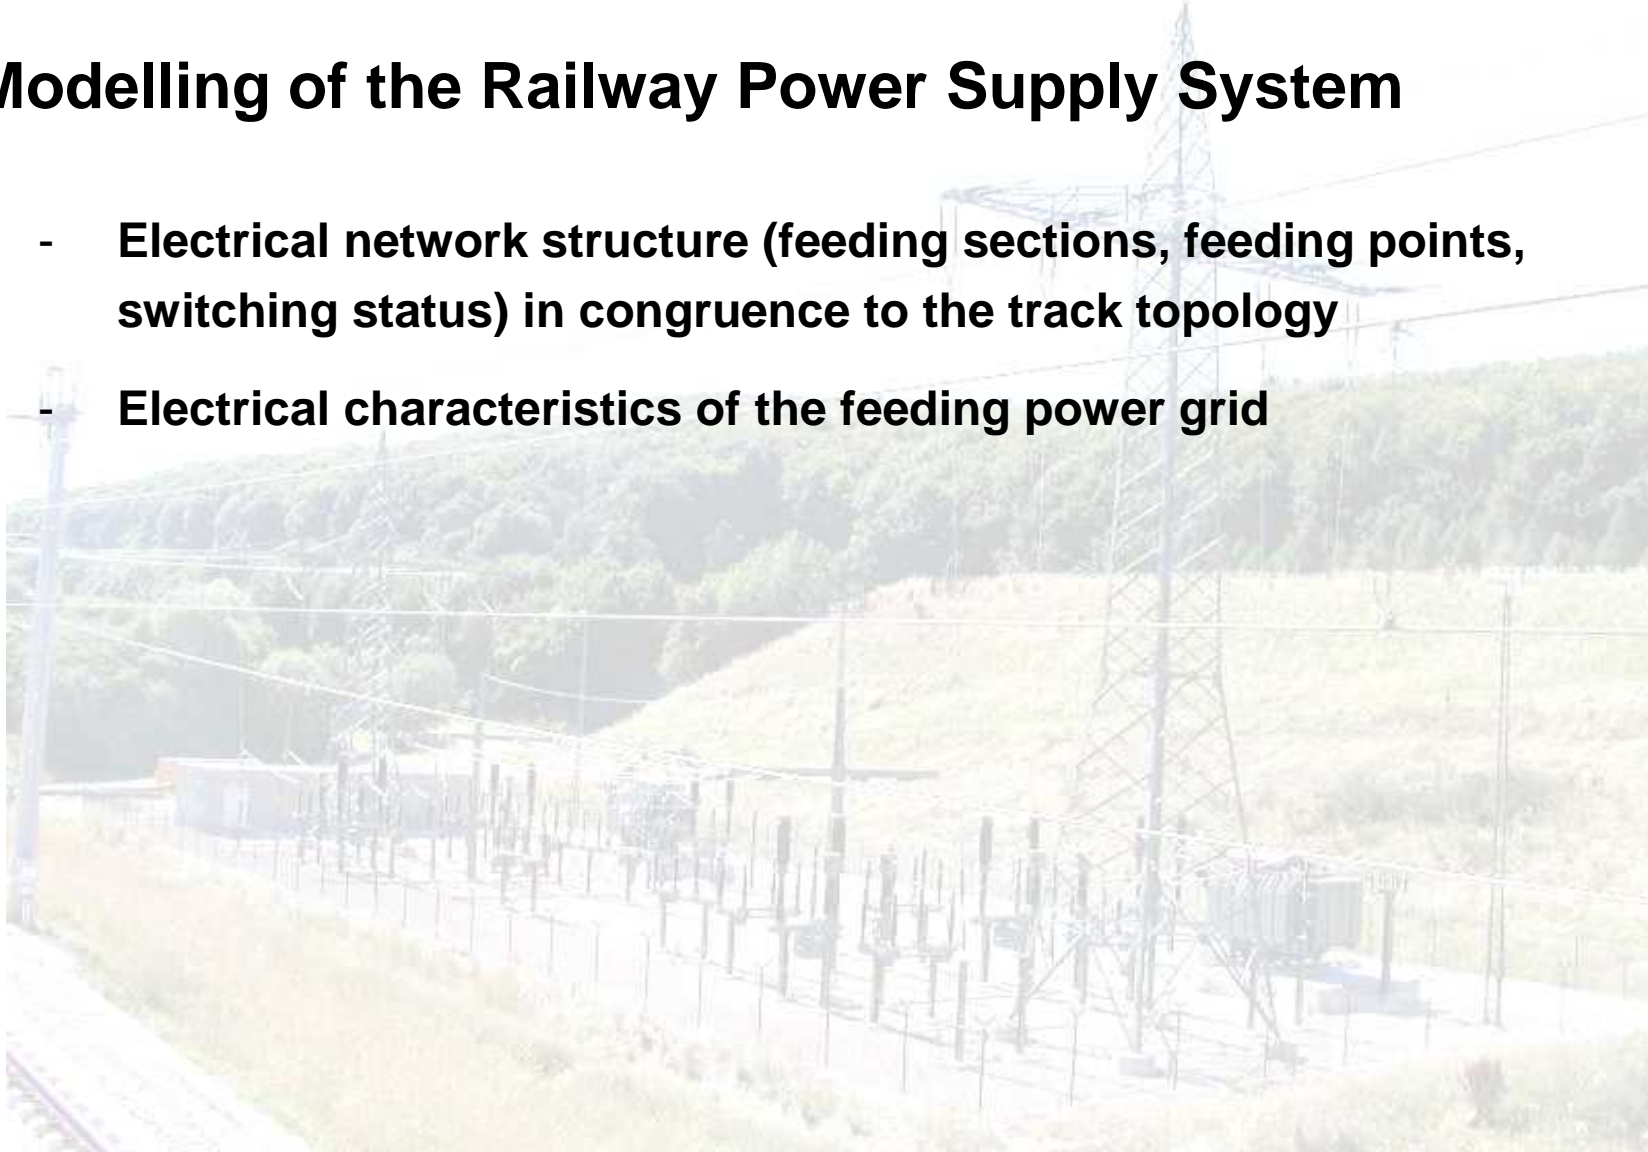 Modelling of the Railway Power Supply System
- Electrical network structure (feeding sections, feeding points,
switching status) in congruence to the track topology
- Electrical characteristics of the feeding power grid